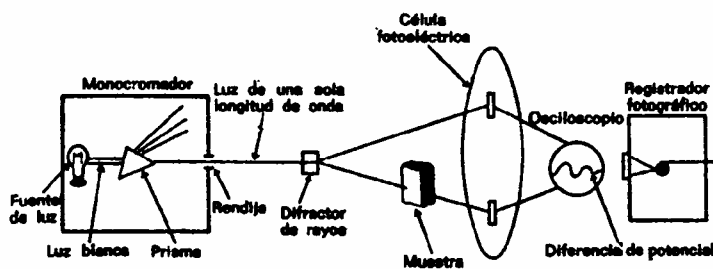 Célula
fotoeléctrica
Monocromador
Luz de una sola
longitud de onda
Osciloscopio
Registrador
fotográfico
Fuente
de luz
Luz blanca
Prisma
Rendija
Difractor
de rayos
Muestra
Diferencia de potencial